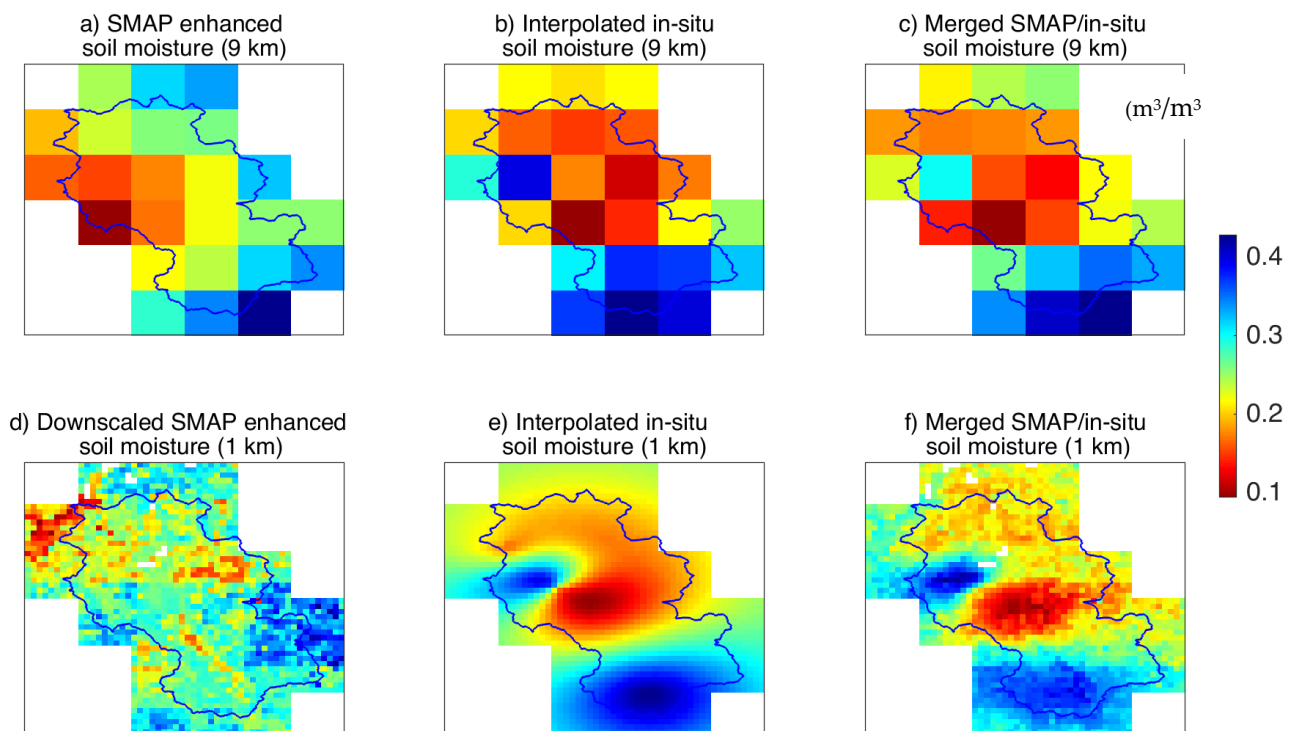 a) SMAP enhanced
soil moisture (9 km)
b) Interpolated in-situ
soil moisture (9 km)
c) Merged SMAP/in-situ
soil moisture (9 km)
(m³/m³
0.4
0.3
0.2
0.1
d) Downscaled SMAP enhanced
soil moisture (1 km)
e) Interpolated in-situ
soil moisture (1 km)
f) Merged SMAP/in-situ
soil moisture (1 km)